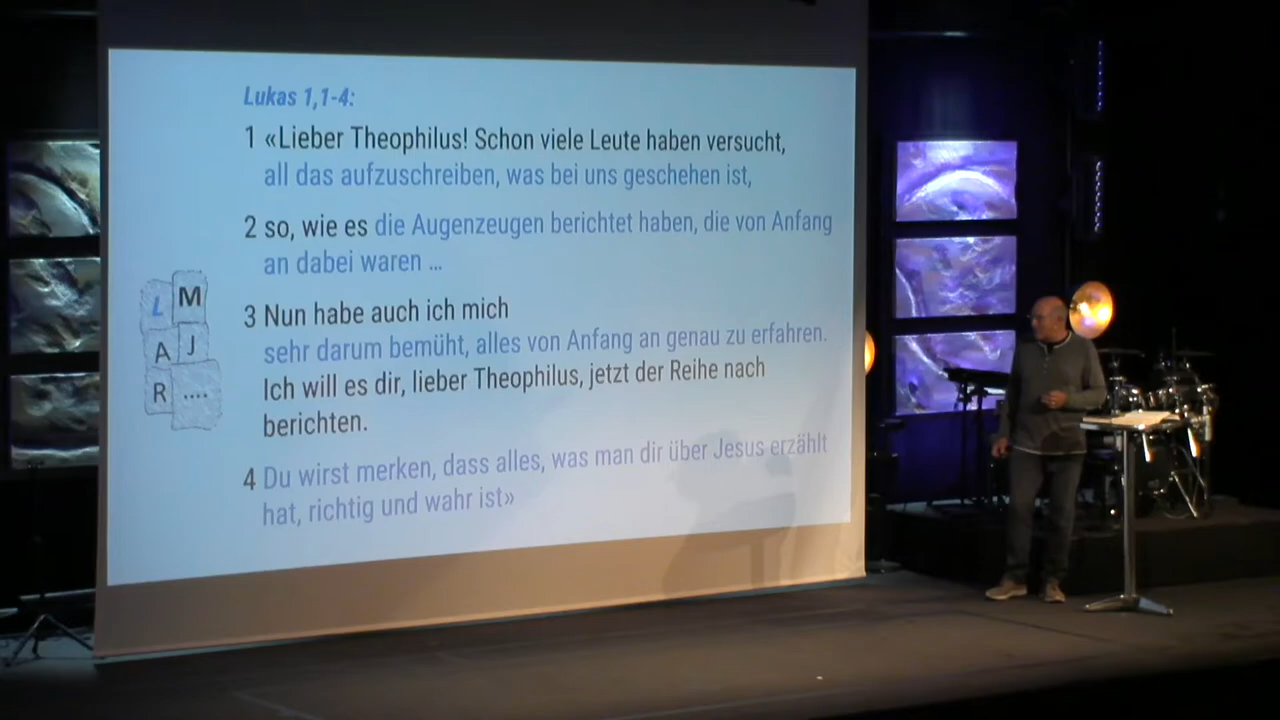 Lukas 1,1-4:
1 «Lieber Theophilus! Schon viele Leute haben versucht,
all das aufzuschreiben, was bei uns geschehen ist,
2 so, wie es die Augenzeugen berichtet haben, die von Anfang
an dabei waren …
3 Nun habe auch ich mich
sehr darum bemüht, alles von Anfang an genau zu erfahren.
Ich will es dir, lieber Theophilus, jetzt der Reihe nach
berichten.
4 Du wirst merken, dass alles, was man dir über Jesus erzählt
hat, richtig und wahr ist»
L M
A J
R ....